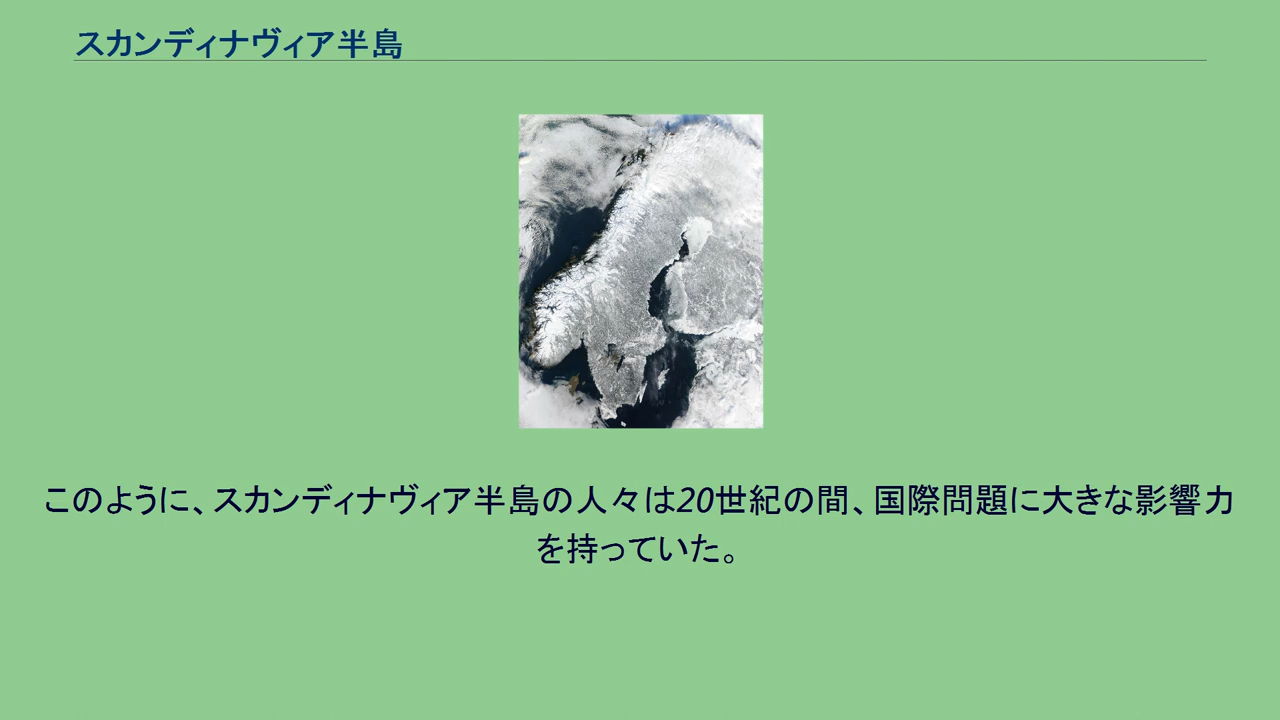 スカンディナヴィア半島
このように、スカンディナヴィア半島の人々は20世紀の間、国際問題に大きな影響力
を持っていた。